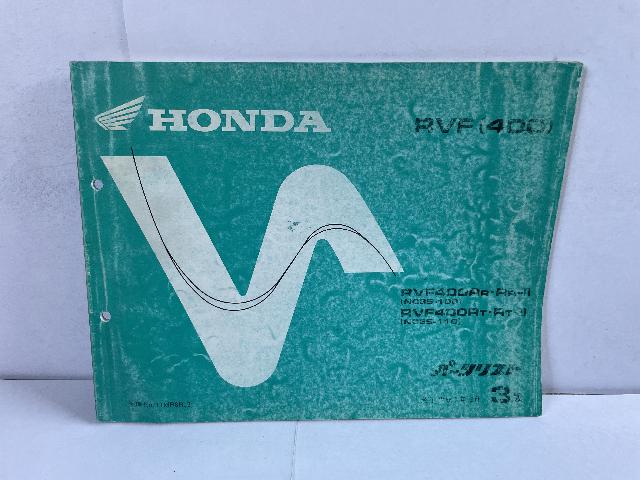 HONDA
RVF(400)
RVF400RR・RR-II
(NC35-100)
RVF400RT・RT-II
(NC35-110)
パーツリスト
3版